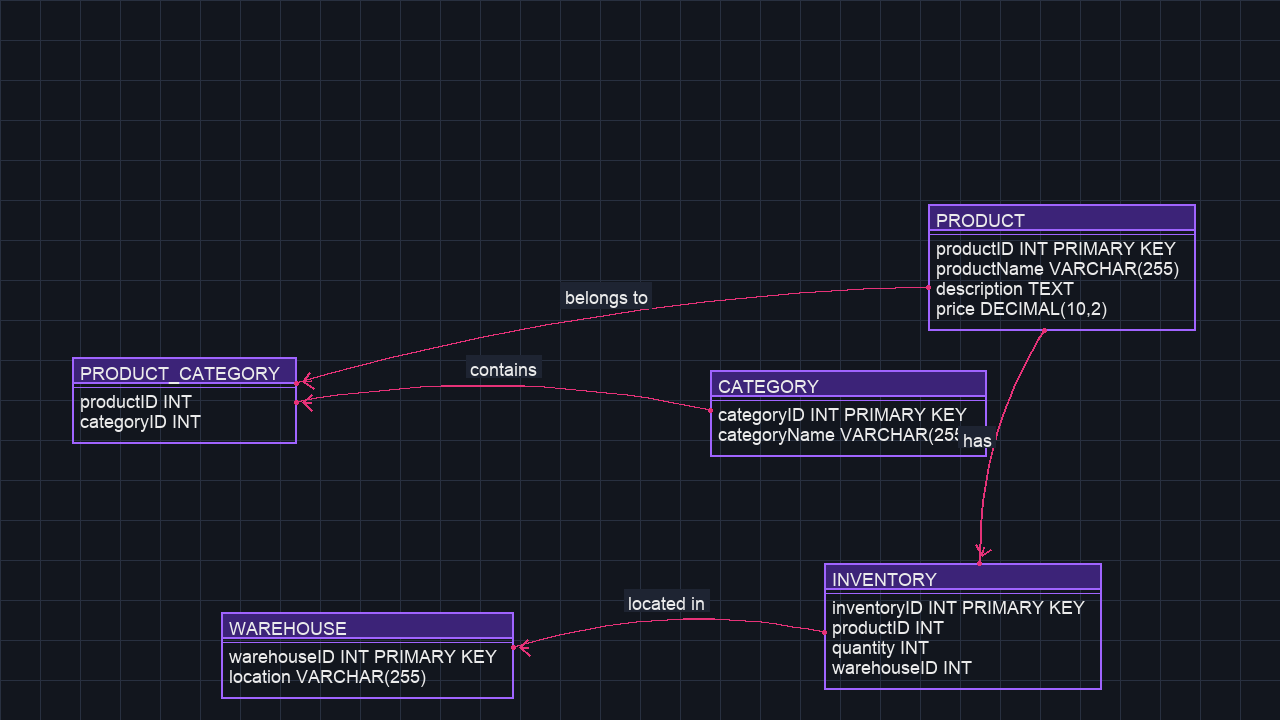 PRODUCT
productID INT PRIMARY KEY
productName VARCHAR(255)
description TEXT
price DECIMAL(10,2)
belongs to
PRODUCT_CATEGORY
productID INT
categoryID INT
contains
CATEGORY
categoryID INT PRIMARY KEY
categoryName VARCHAR(255
has
INVENTORY
inventoryID INT PRIMARY KEY
productID INT
quantity INT
warehouseID INT
located in
WAREHOUSE
warehouseID INT PRIMARY KEY
location VARCHAR(255)